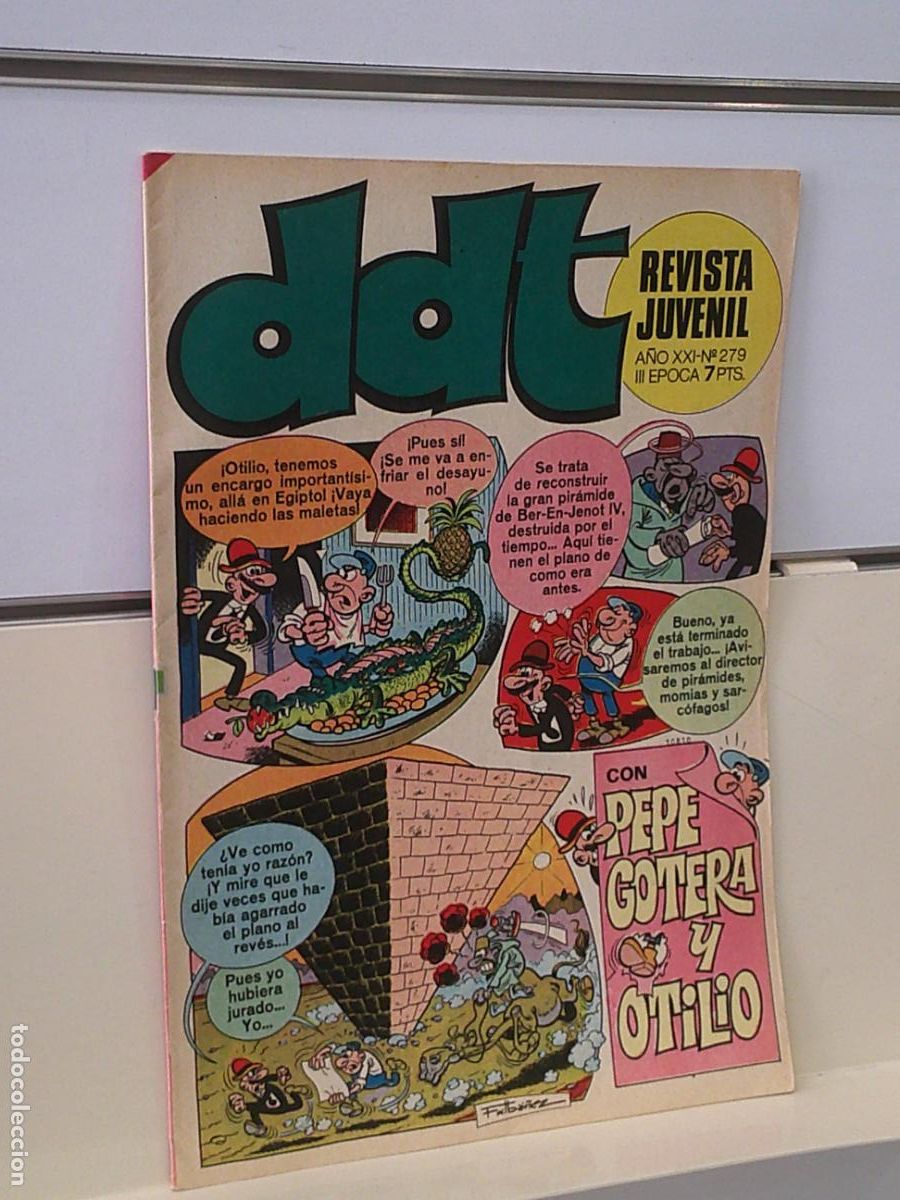 ddt
REVISTA
JUVENIL
AÑO XXI-Nº 279
III EPOCA 7 PTS.
¡Otilio, tenemos
un encargo importantísi-
mo, allá en Egipto! ¡Vaya
haciendo las maletas!
¡Pues sí!
¡Se me va a en-
friar el desayu-
no!
Se trata
de reconstruir
la gran pirámide
de Ber-En-Jenot IV,
destruida por el
tiempo... Aquí tie-
nen el plano de
como era
antes.
Bueno, ya
está terminado
el trabajo... ¡Avi-
saremos al director
de pirámides,
momias y sar-
cófagos!
¿Ve como
tenía yo razón?
¡Y mire que le
dije veces que ha-
bía agarrado
el plano al
revés...!
Pues yo
hubiera
jurado...
Yo...
CON
PEPE
GOTERA
Y
OTILIO
F. Ibáñez
todocoleccion